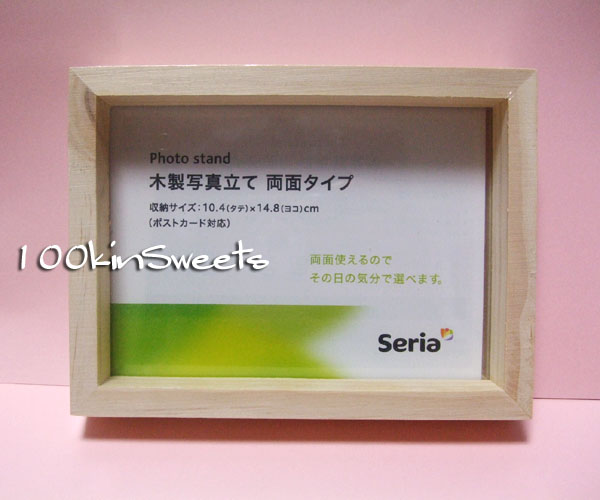 Photo stand
木製写真立て 両面タイプ
収納サイズ:10.4(タテ)×14.8(ヨコ)cm
(ポストカード対応)
100kinSweets
両面使えるので
その日の気分で選べます。
Seria